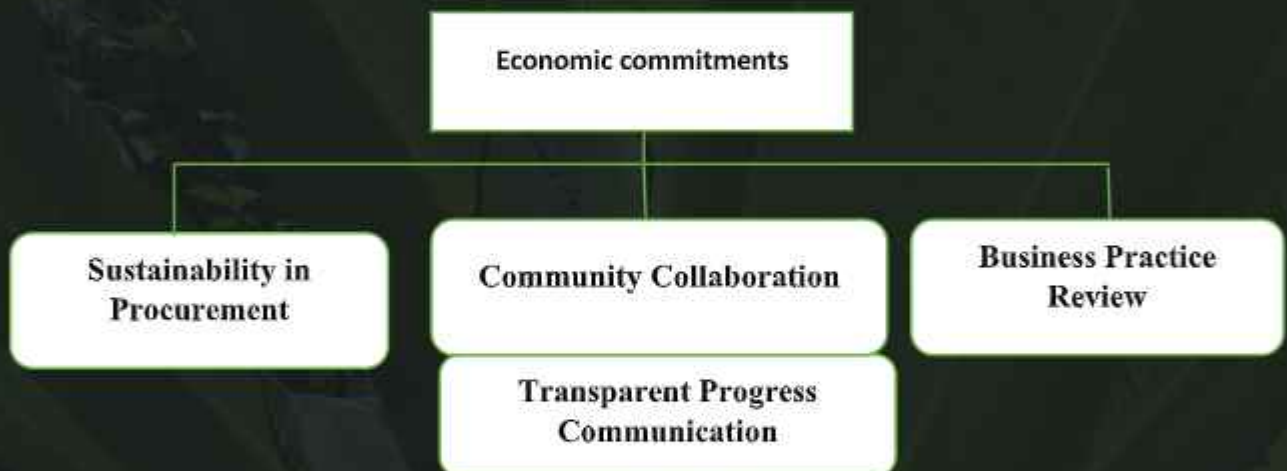 Economic commitments
Sustainability in
Procurement
Community Collaboration
Business Practice
Review
Transparent Progress
Communication